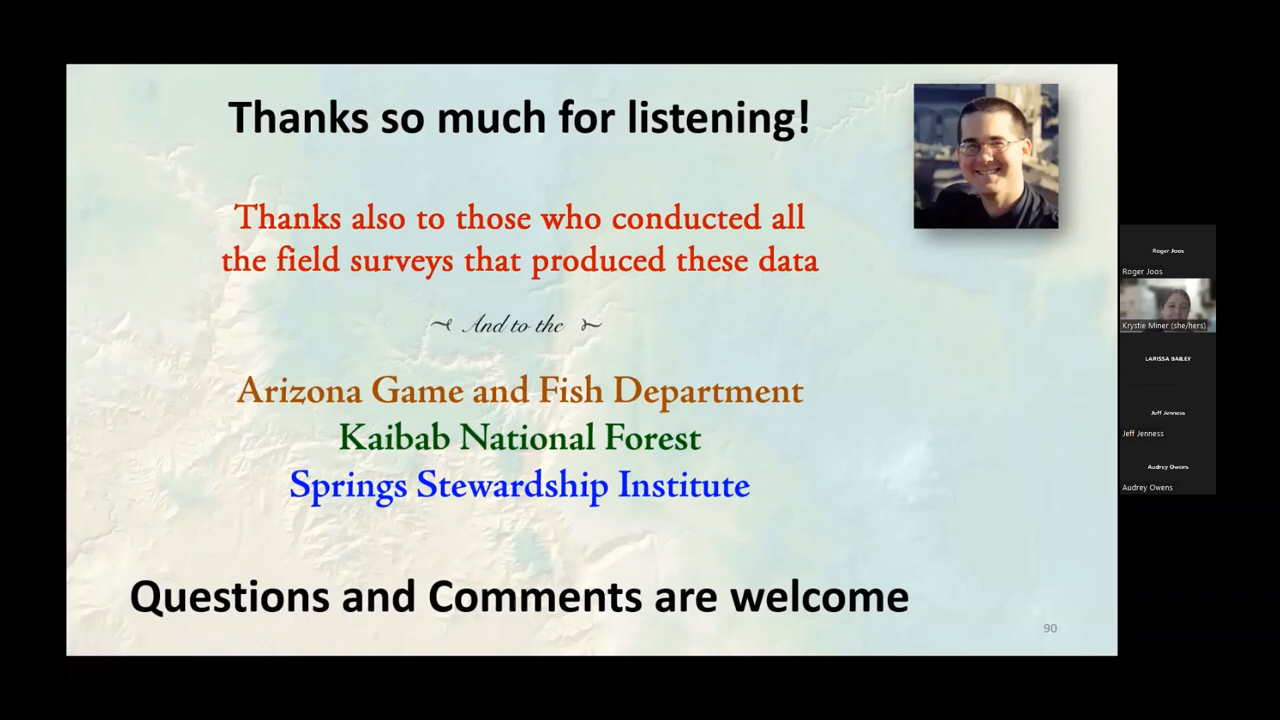 Thanks so much for listening!
Thanks also to those who conducted all
the field surveys that produced these data
And to the
Arizona Game and Fish Department
Kaibab National Forest
Springs Stewardship Institute
Questions and Comments are welcome
90
Roger Joos
Roger Joos
Krystie Miner (she/hers)
LARISSA BAILEY
Jeff Jenness
Jeff Jenness
Audrey Owens
Audrey Owens